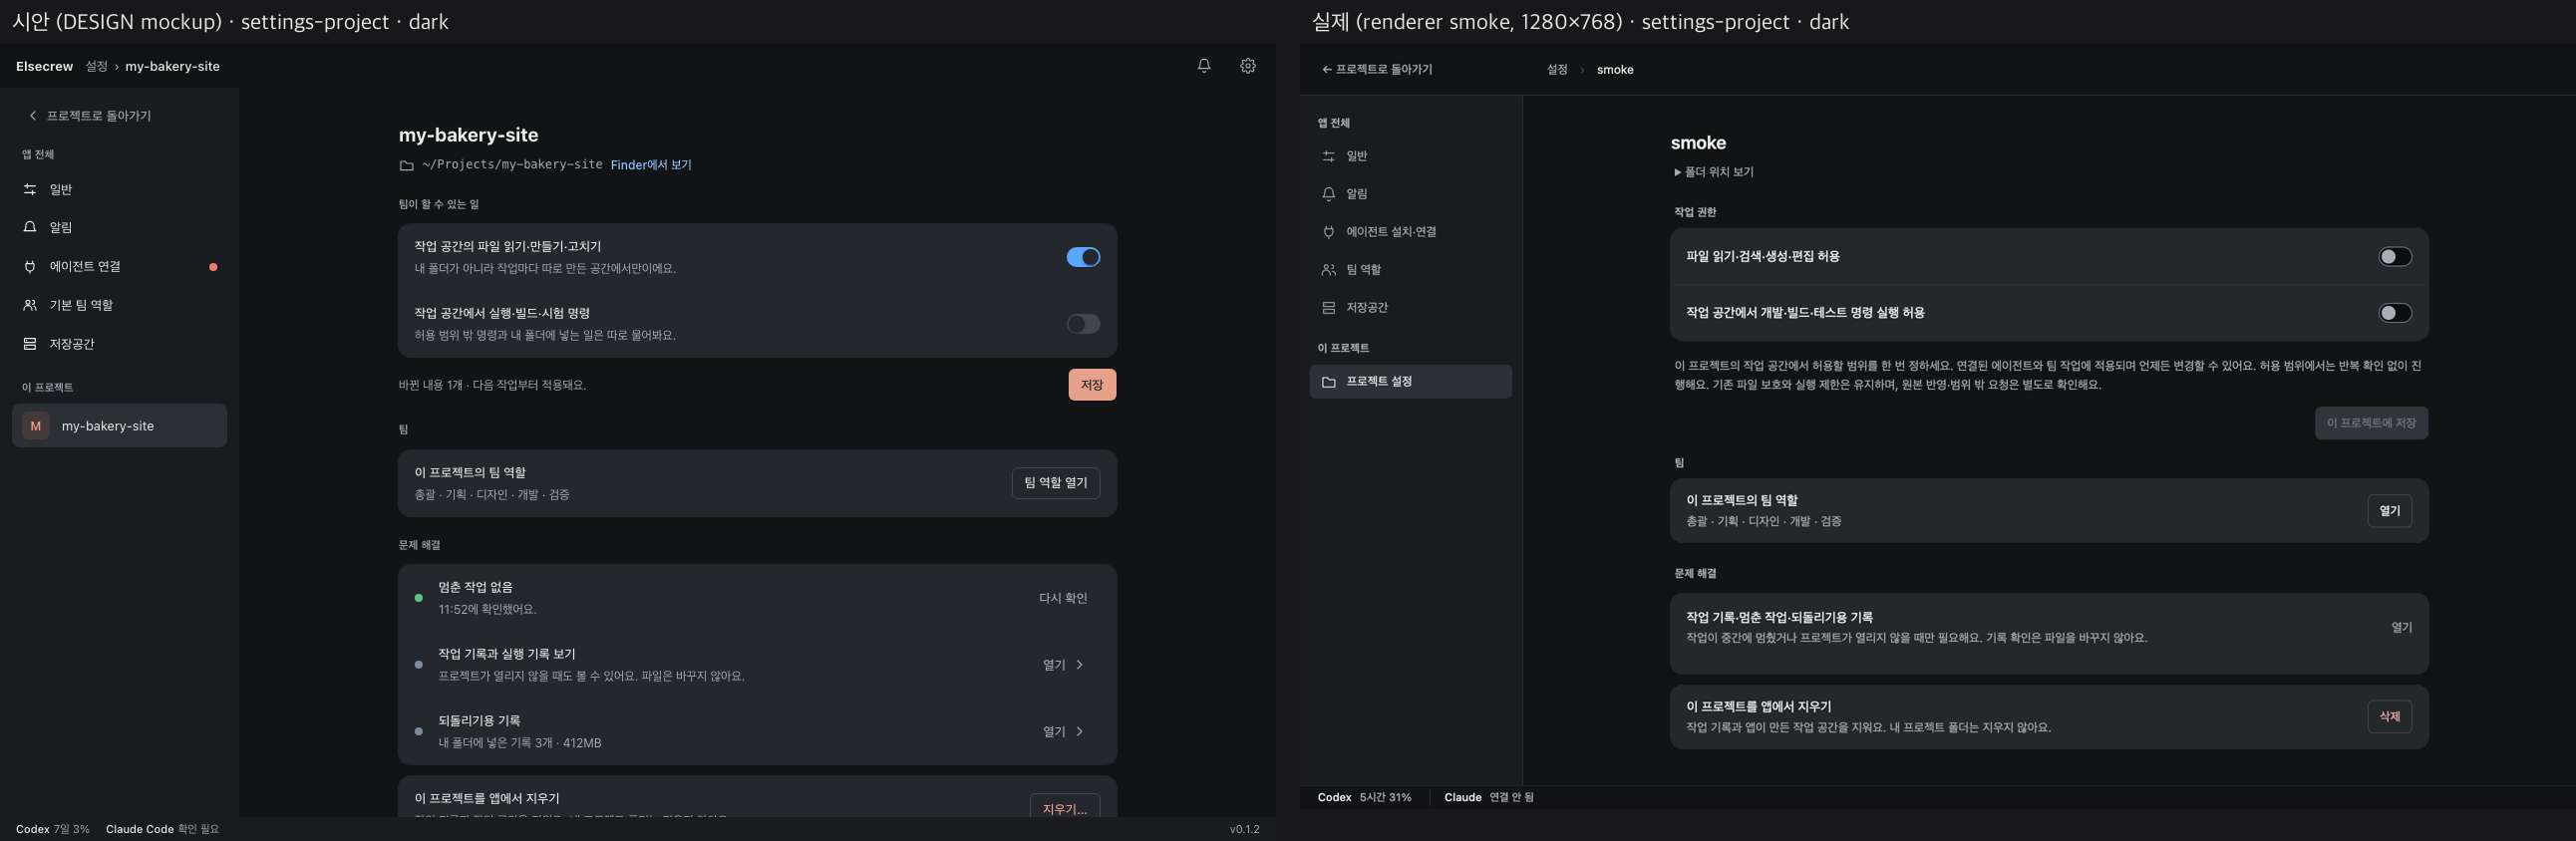 시안 (DESIGN mockup) · settings-project · dark
Elsecrew 설정 › my-bakery-site
프로젝트로 돌아가기
앱 전체
일반
알림
에이전트 연결
기본 팀 역할
저장공간
이 프로젝트
M my-bakery-site
my-bakery-site
~/Projects/my-bakery-site Finder에서 보기
팀이 할 수 있는 일
작업 공간의 파일 읽기·만들기·고치기
내 폴더가 아니라 작업마다 따로 만든 공간에서만이에요.
작업 공간에서 실행·빌드·시험 명령
허용 범위 밖 명령과 내 폴더에 넣는 일은 따로 물어봐요.
바뀐 내용 1개 · 다음 작업부터 적용돼요.
저장
팀
이 프로젝트의 팀 역할
총괄 · 기획 · 디자인 · 개발 · 검증
팀 역할 열기
문제 해결
멈춘 작업 없음
11:52에 확인했어요.
다시 확인
작업 기록과 실행 기록 보기
프로젝트가 열리지 않을 때도 볼 수 있어요. 파일은 바꾸지 않아요.
열기
되돌리기용 기록
내 폴더에 넣은 기록 3개 · 412MB
열기
이 프로젝트를 앱에서 지우기
지우기...
Codex 7일 3% Claude Code 확인 필요
v0.1.2
실제 (renderer smoke, 1280×768) · settings-project · dark
← 프로젝트로 돌아가기
설정 › smoke
앱 전체
일반
알림
에이전트 설치·연결
팀 역할
저장공간
이 프로젝트
프로젝트 설정
smoke
▶ 폴더 위치 보기
작업 권한
파일 읽기·검색·생성·편집 허용
작업 공간에서 개발·빌드·테스트 명령 실행 허용
이 프로젝트의 작업 공간에서 허용할 범위를 한 번 정하세요. 연결된 에이전트와 팀 작업에 적용되며 언제든 변경할 수 있어요. 허용 범위에서는 반복 확인 없이 진
행해요. 기존 파일 보호와 실행 제한은 유지하며, 원본 반영·범위 밖 요청은 별도로 확인해요.
이 프로젝트에 저장
팀
이 프로젝트의 팀 역할
총괄 · 기획 · 디자인 · 개발 · 검증
열기
문제 해결
작업 기록·멈춘 작업·되돌리기용 기록
작업이 중간에 멈췄거나 프로젝트가 열리지 않을 때만 필요해요. 기록 확인은 파일을 바꾸지 않아요.
열기
이 프로젝트를 앱에서 지우기
작업 기록과 앱이 만든 작업 공간을 지워요. 내 프로젝트 폴더는 지우지 않아요.
삭제
Codex 5시간 31% Claude 연결 안 됨